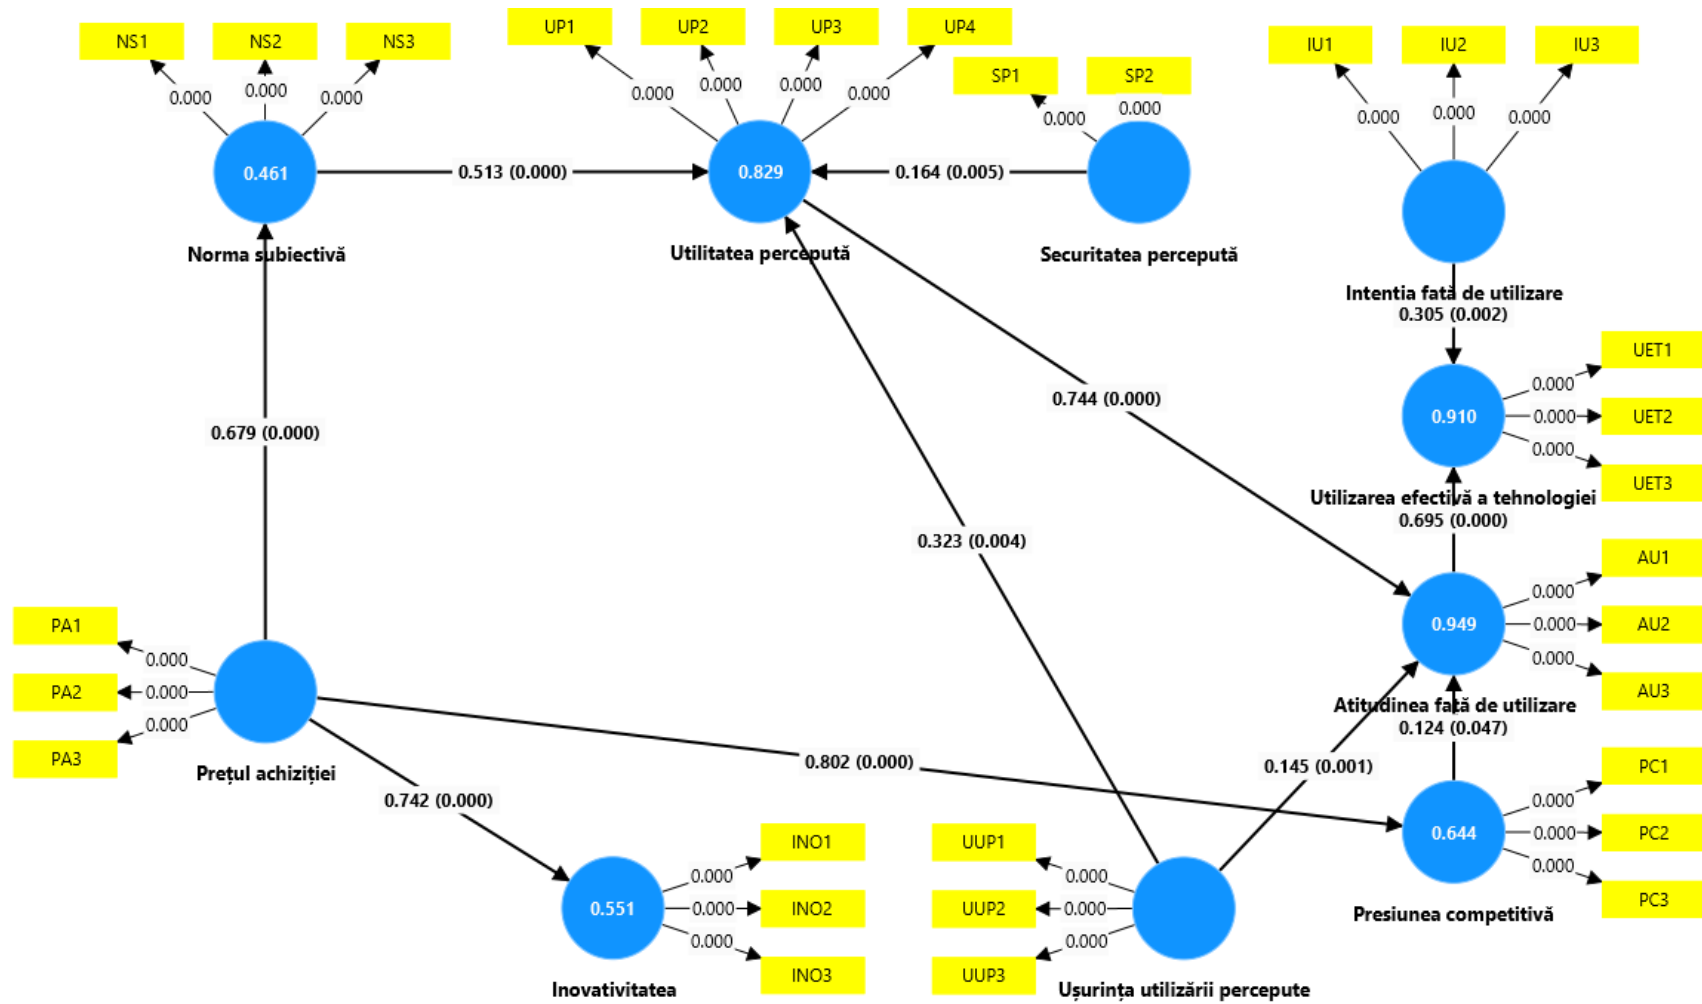 NS1
NS2
NS3
UP1
UP2
UP3
UP4
SP1
SP2
IU1
IU2
IU3
0.000
0.000
0.000
0.000
0.000
0.000
0.000
0.000
0.000
0.000
0.000
0.000
0.461
0.513 (0.000)
0.829
0.164 (0.005)
Norma subiectivă
Utilitatea percepută
Securitatea percepută
Intentia fată de utilizare
0.305 (0.002)
UET1
0.000
0.910
0.000
UET2
0.000
UET3
Utilizarea efectivă a tehnologiei
0.695 (0.000)
0.744 (0.000)
0.679 (0.000)
0.323 (0.004)
AU1
0.000
0.949
0.000
AU2
0.000
AU3
Atitudinea fată de utilizare
0.124 (0.047)
PA1
0.000
PA2
0.000
0.000
PA3
Prețul achiziției
0.802 (0.000)
0.145 (0.001)
0.742 (0.000)
PC1
0.000
0.644
0.000
PC2
0.000
PC3
Presiunea competitivă
INO1
0.000
0.551
0.000
INO2
0.000
INO3
Inovativitatea
UUP1
0.000
UUP2
0.000
0.000
UUP3
Ușurința utilizării percepute